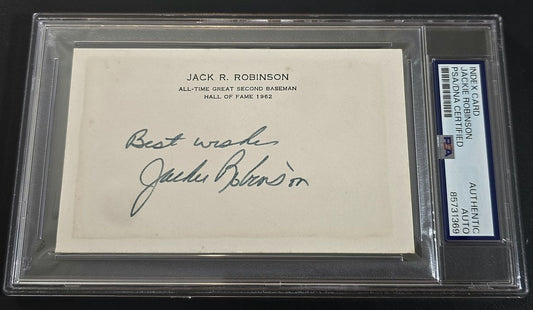 JACK R. ROBINSON
ALL-TIME GREAT SECOND BASEMAN
HALL OF FAME 1962
Best wishes
Jackie Robinson
INDEX CARD
JACKIE ROBINSON
PSA/DNA CERTIFIED
PSA
AUTHENTIC
AUTO
85731369